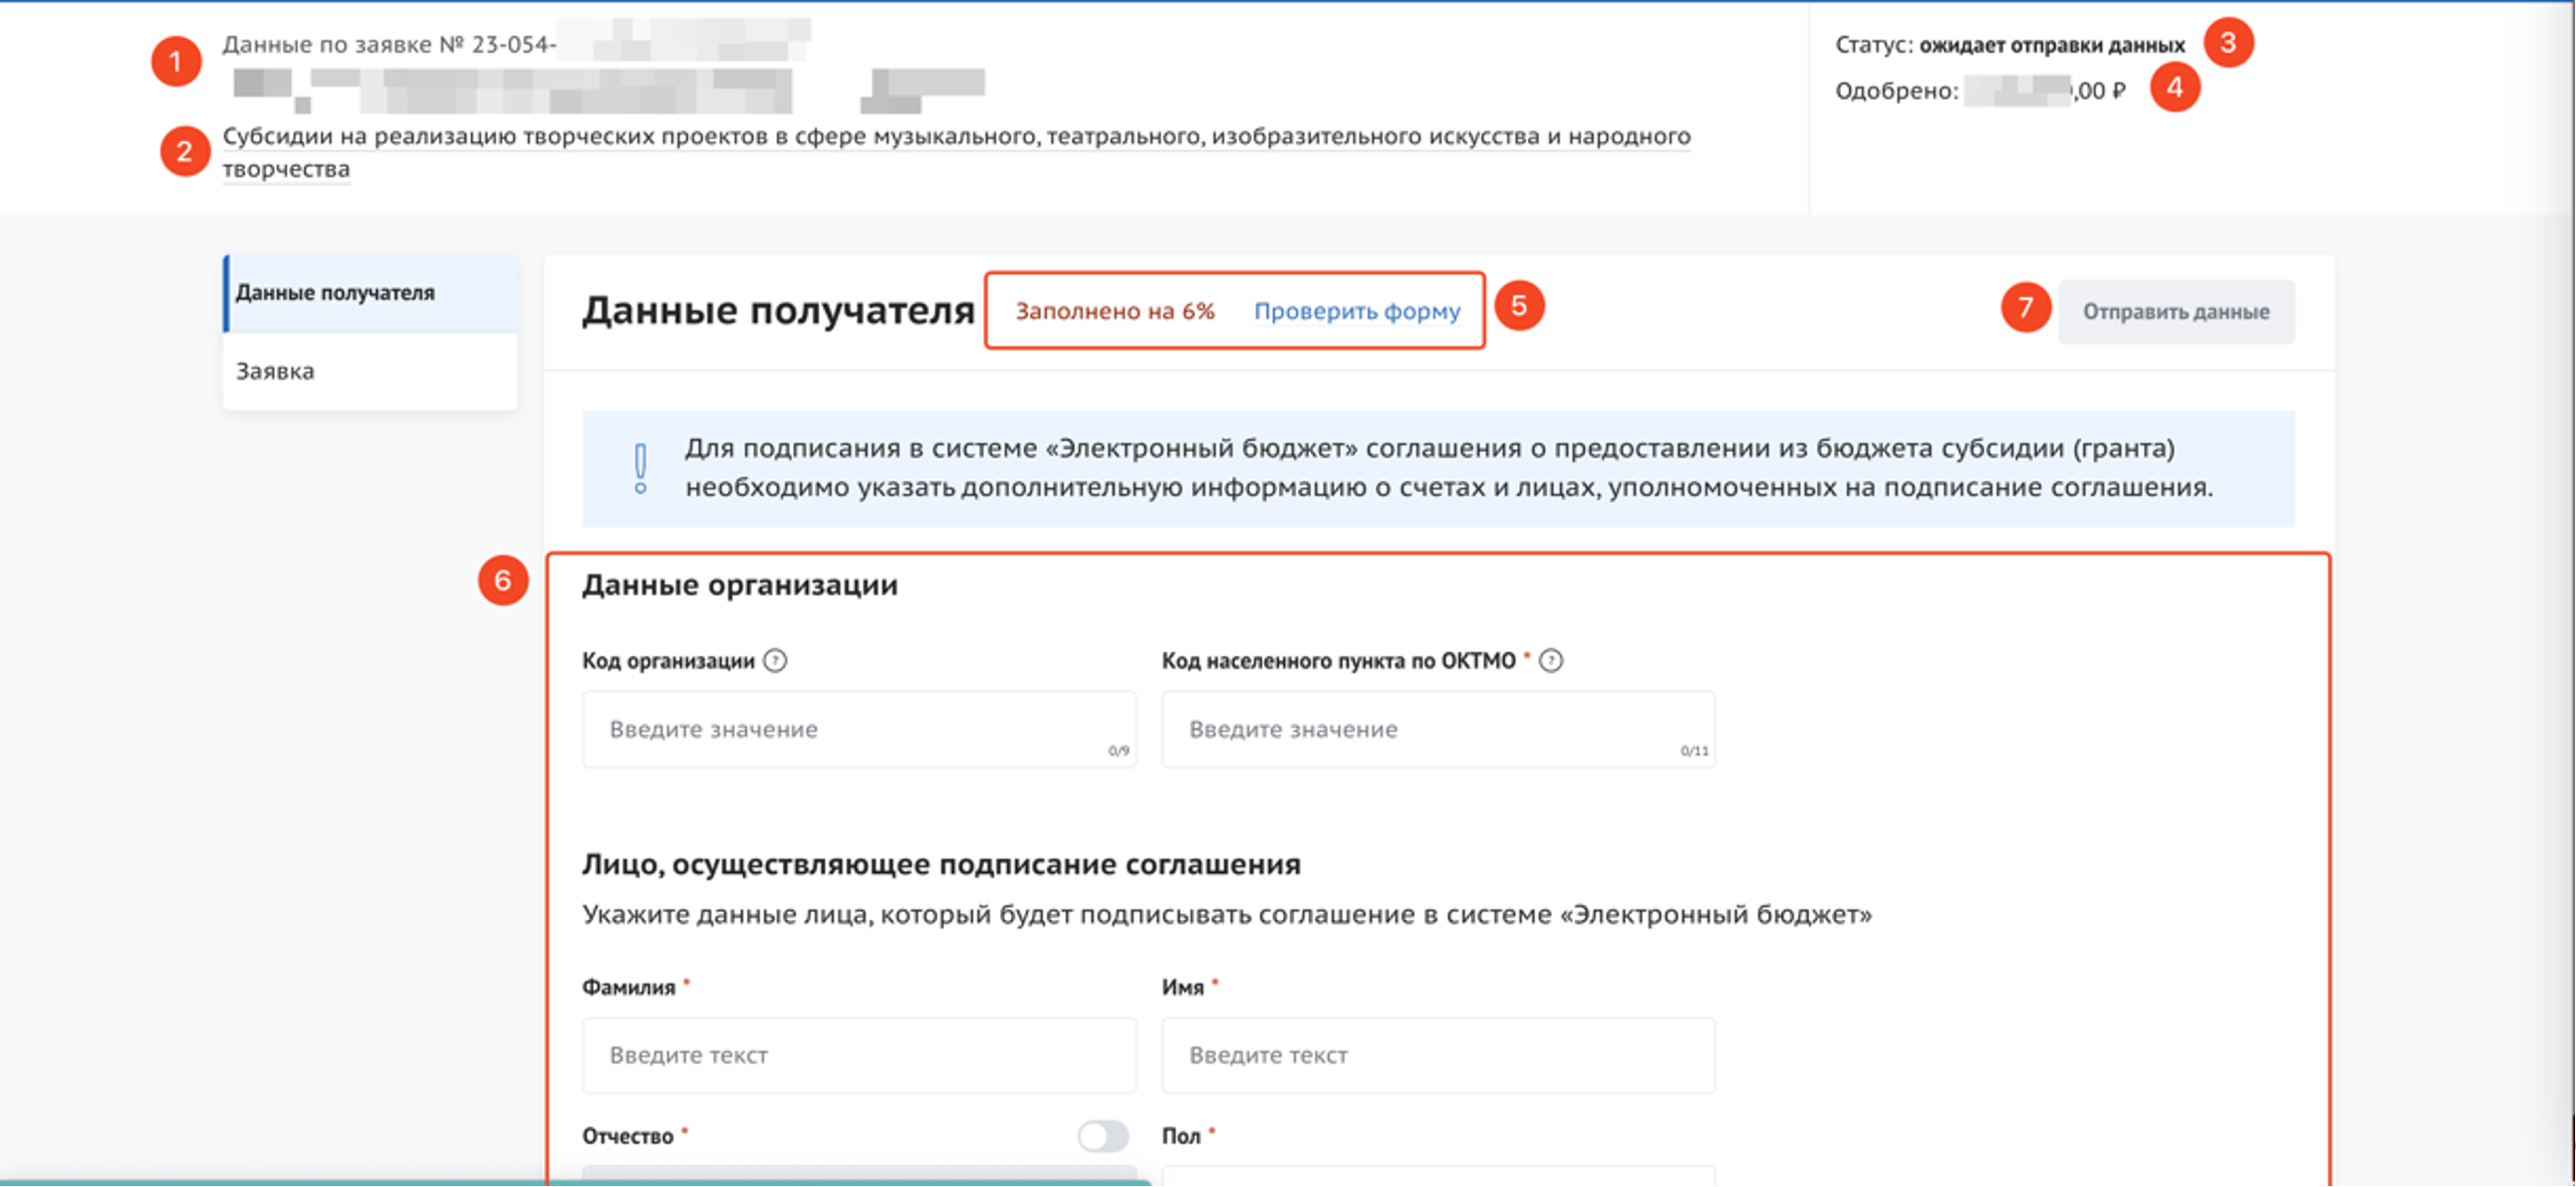 1
Данные по заявке № 23-054-
2
Субсидии на реализацию творческих проектов в сфере музыкального, театрального, изобразительного искусства и народного
творчества
Статус: ожидает отправки данных 3
Одобрено: ,00 ₽ 4
Данные получателя
Заявка
Данные получателя Заполнено на 6% Проверить форму 5
7 Отправить данные
Для подписания в системе «Электронный бюджет» соглашения о предоставлении из бюджета субсидии (гранта)
необходимо указать дополнительную информацию о счетах и лицах, уполномоченных на подписание соглашения.
6
Данные организации
Код организации ? Код населенного пункта по ОКТМО * ?
Введите значение 0/9 Введите значение 0/11
Лицо, осуществляющее подписание соглашения
Укажите данные лица, который будет подписывать соглашение в системе «Электронный бюджет»
Фамилия * Имя *
Введите текст Введите текст
Отчество * Пол *